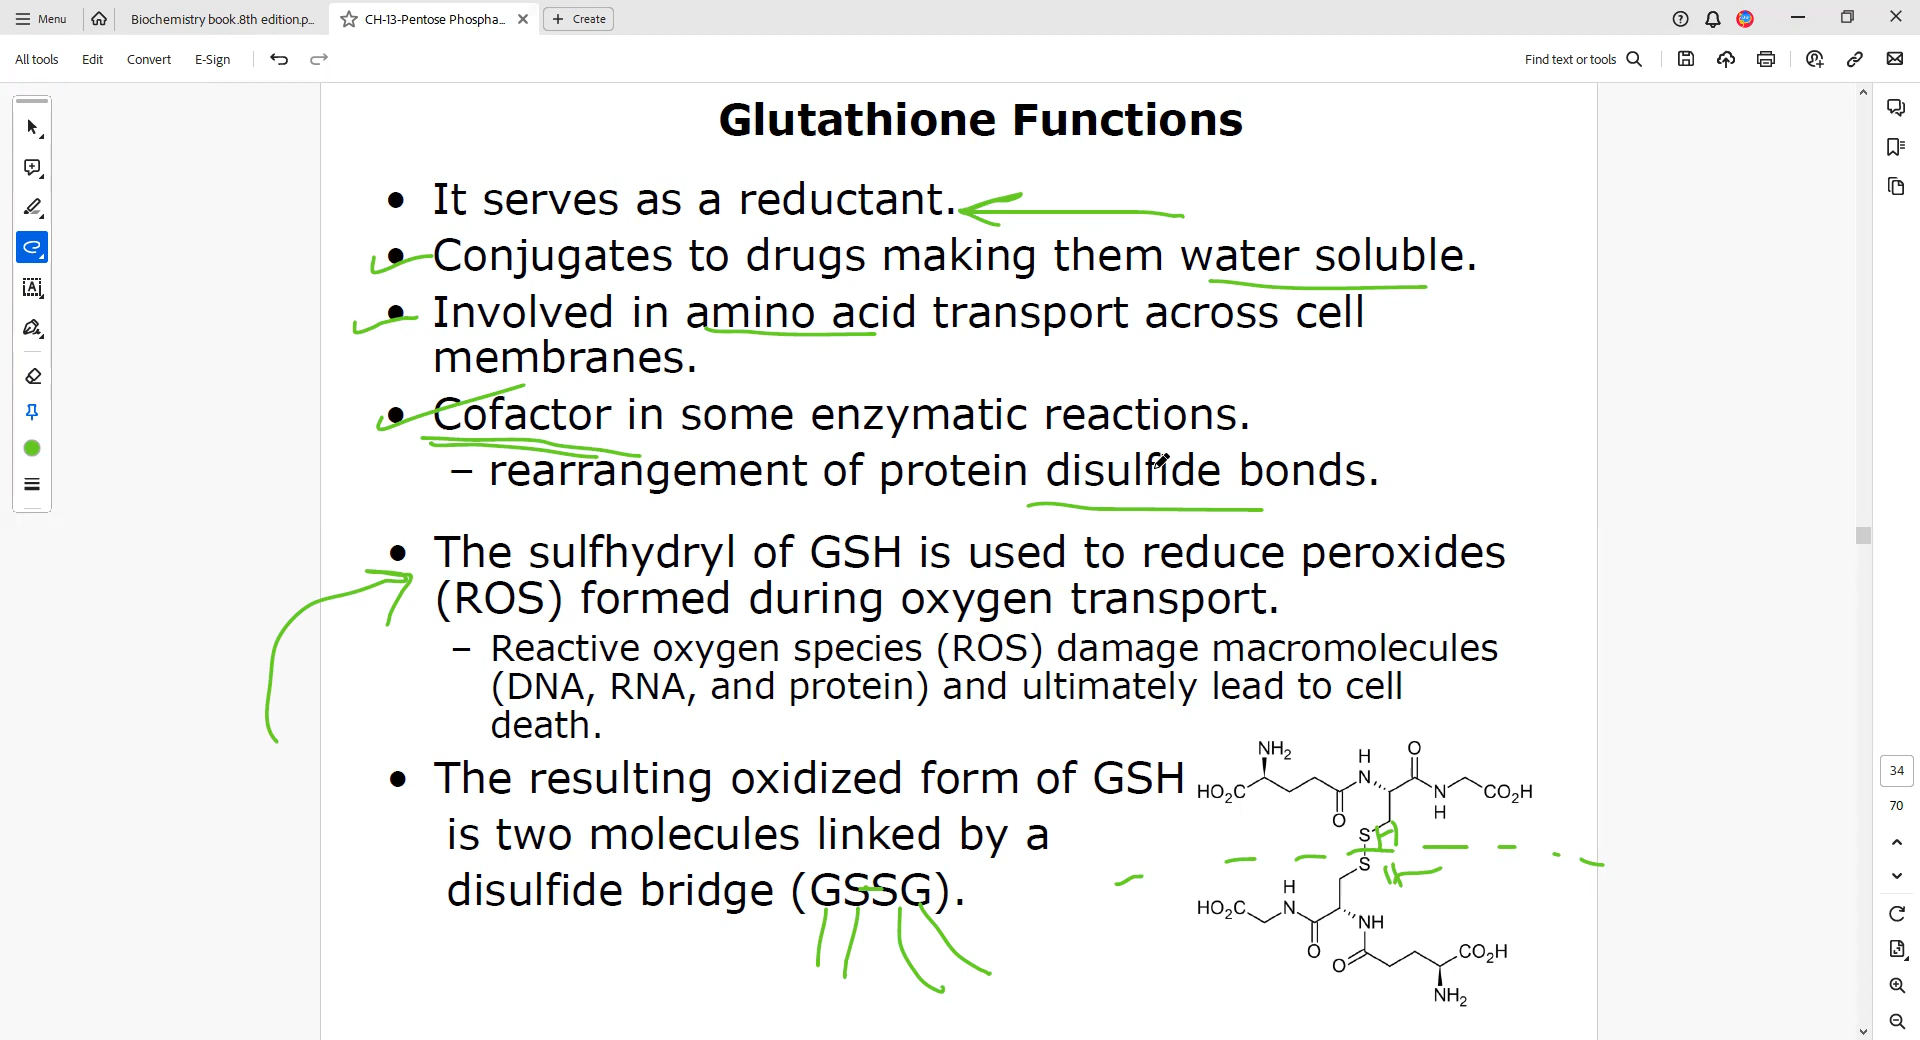 Menu
Biochemistry book.8th edition.p...
CH-13-Pentose Phospha...
Create
All tools
Edit
Convert
E-Sign
Find text or tools
Glutathione Functions
• It serves as a reductant.
• Conjugates to drugs making them water soluble.
• Involved in amino acid transport across cell
membranes.
• Cofactor in some enzymatic reactions.
– rearrangement of protein disulfide bonds.
• The sulfhydryl of GSH is used to reduce peroxides
(ROS) formed during oxygen transport.
– Reactive oxygen species (ROS) damage macromolecules
(DNA, RNA, and protein) and ultimately lead to cell
death.
• The resulting oxidized form of GSH
is two molecules linked by a
disulfide bridge (GSSG).
NH2
H
O
HO2C
N
N
CO2H
H
O
S
H
S
H
H
HO2C
N
NH
O
O
CO2H
NH2
34
70